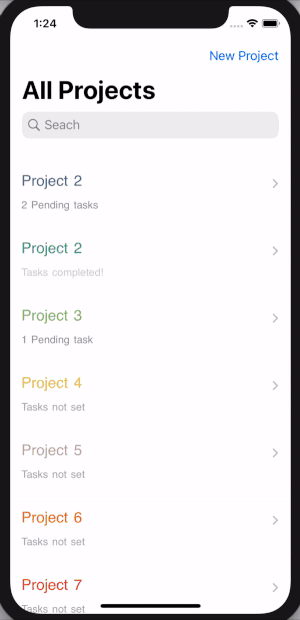 1:24
New Project
All Projects
Seach
Project 2
2 Pending tasks
Project 2
Tasks completed!
Project 3
1 Pending task
Project 4
Tasks not set
Project 5
Tasks not set
Project 6
Tasks not set
Project 7
Tasks not set